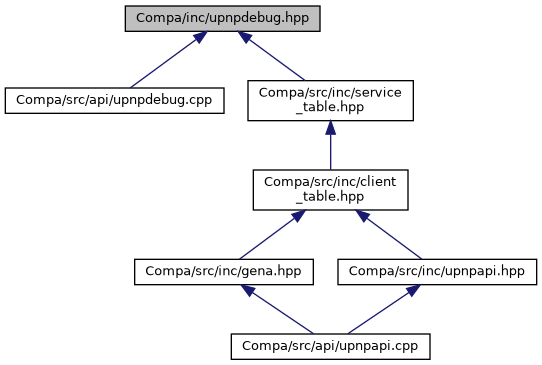 Compa/inc/upnpdebug.hpp
Compa/src/api/upnpdebug.cpp
Compa/src/inc/service
_table.hpp
Compa/src/inc/client
_table.hpp
Compa/src/inc/gena.hpp
Compa/src/inc/upnpapi.hpp
Compa/src/api/upnpapi.cpp